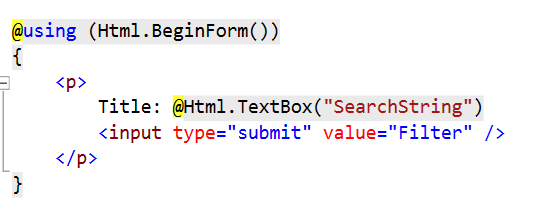 @using (Html.BeginForm())
{
<p>
Title: @Html.TextBox("SearchString")
<input type="submit" value="Filter" />
</p>
}